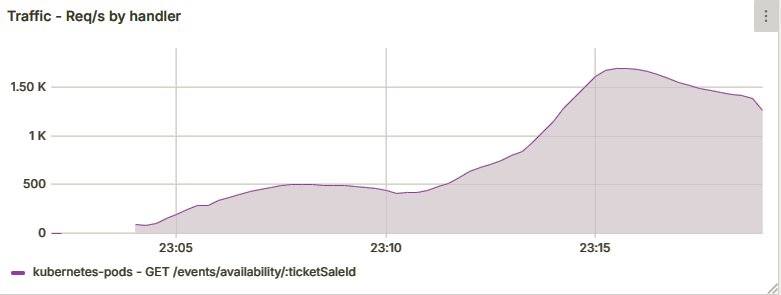 Traffic - Req/s by handler
1.50 K
1 K
500
0
23:05 23:10 23:15
kubernetes-pods - GET /events/availability/:ticketSaleId